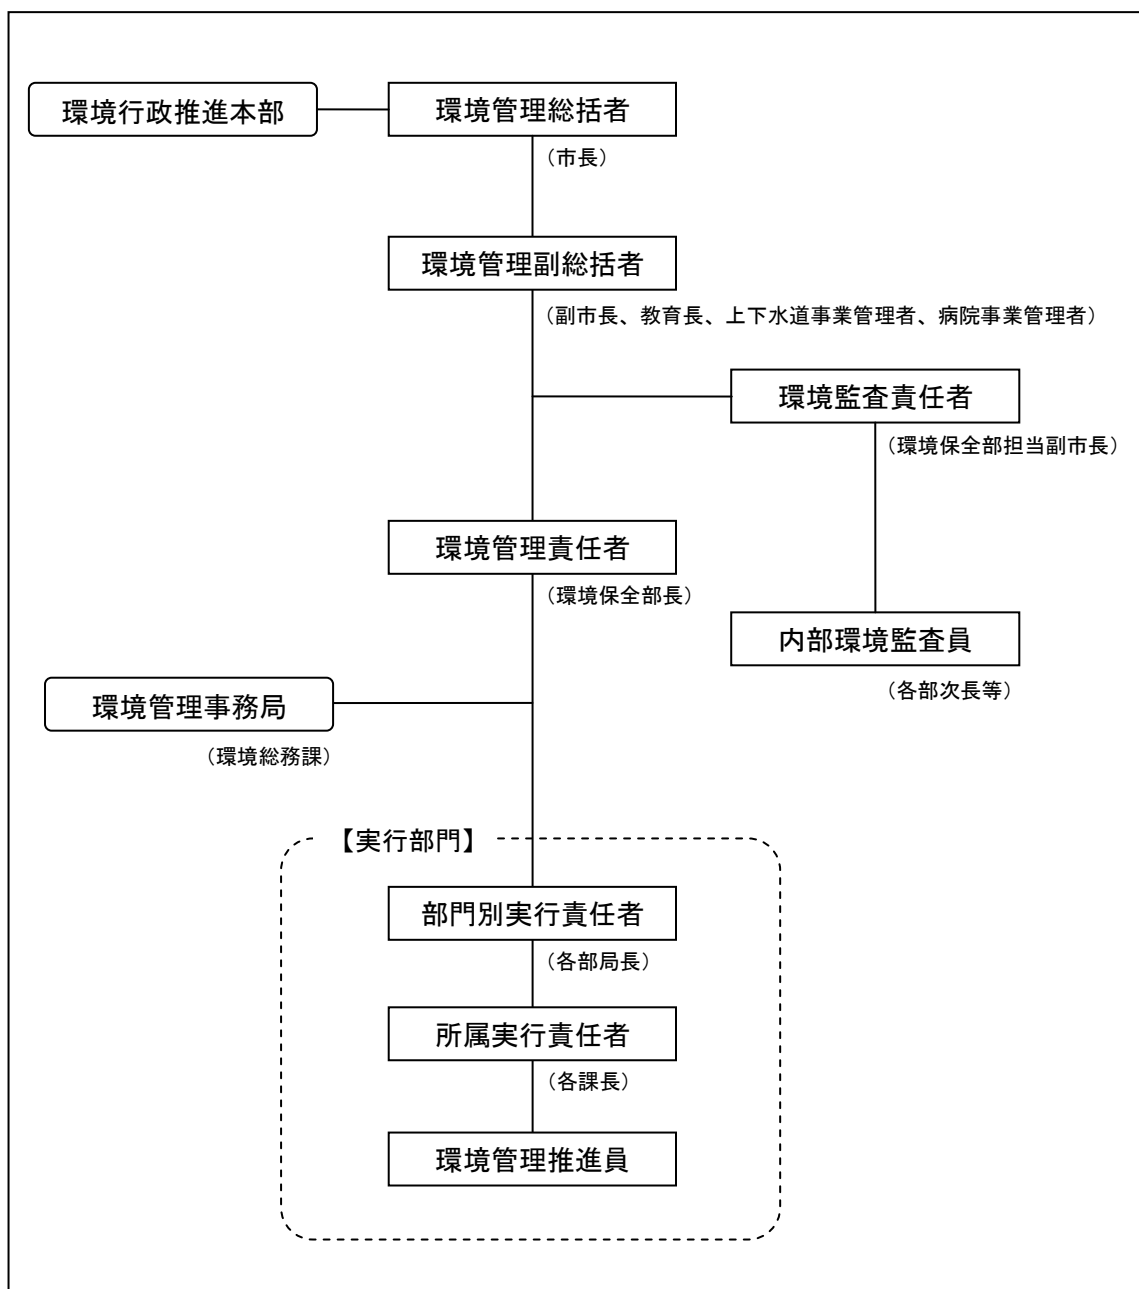 環境行政推進本部
環境管理総括者
（市長）
環境管理副総括者
（副市長、教育長、上下水道事業管理者、病院事業管理者）
環境監査責任者
（環境保全部担当副市長）
環境管理責任者
（環境保全部長）
内部環境監査員
（各部次長等）
環境管理事務局
（環境総務課）
【実行部門】
部門別実行責任者
（各部局長）
所属実行責任者
（各課長）
環境管理推進員